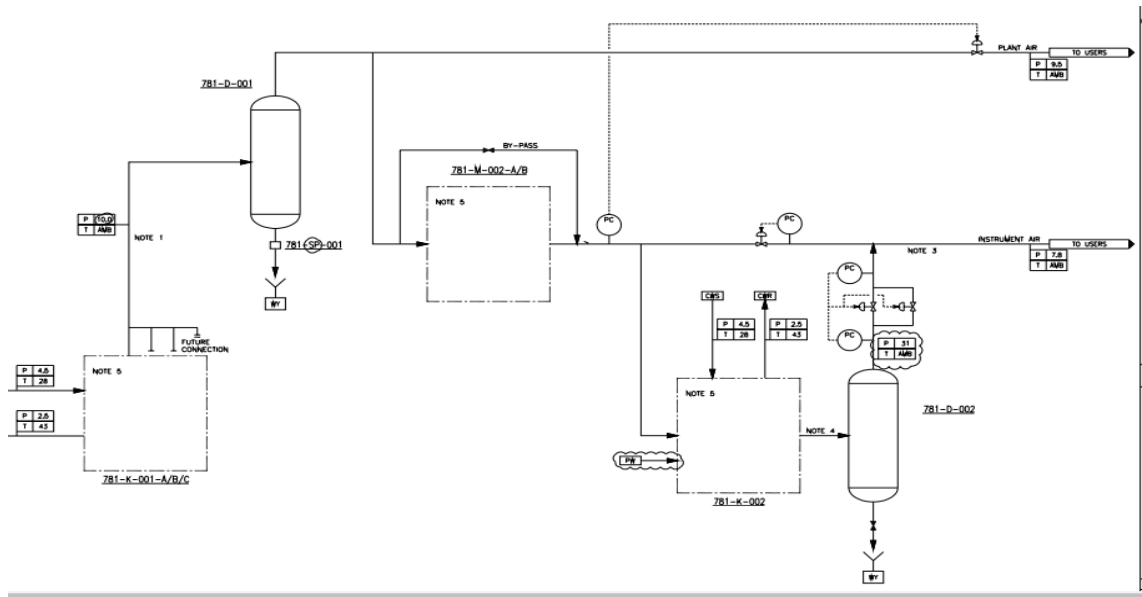 PLANT AIR
TO USERS
P 9.5
T AMB
781-D-001
BY-PASS
781-M-002-A/B
NOTE 5
PC
PC
P 10.0
T AMB
NOTE 1
781-SP-001
WY
INSTRUMENT AIR
TO USERS
P 7.8
T AMB
NOTE 3
PC
CWS
CWR
P 4.5
T 28
P 2.5
T 43
PC
P 31
T AMB
FUTURE
CONNECTION
NOTE 5
P 4.5
T 28
P 2.5
T 43
781-K-001-A/B/C
NOTE 5
NOTE 4
781-D-002
PW
781-K-002
WY